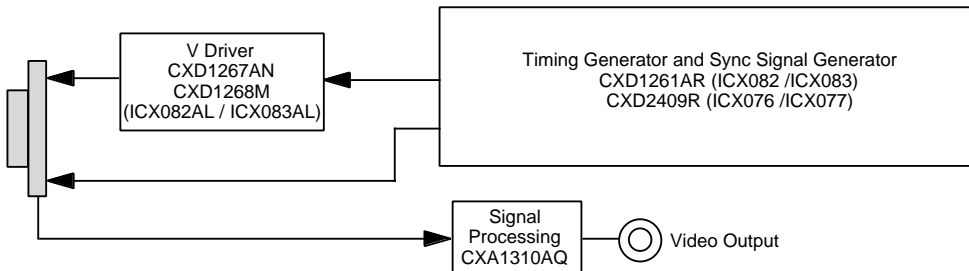 V Driver
CXD1267AN
CXD1268M
(ICX082AL / ICX083AL)
Timing Generator and Sync Signal Generator
CXD1261AR (ICX082 /ICX083)
CXD2409R (ICX076 /ICX077)
Signal
Processing
CXA1310AQ
Video Output